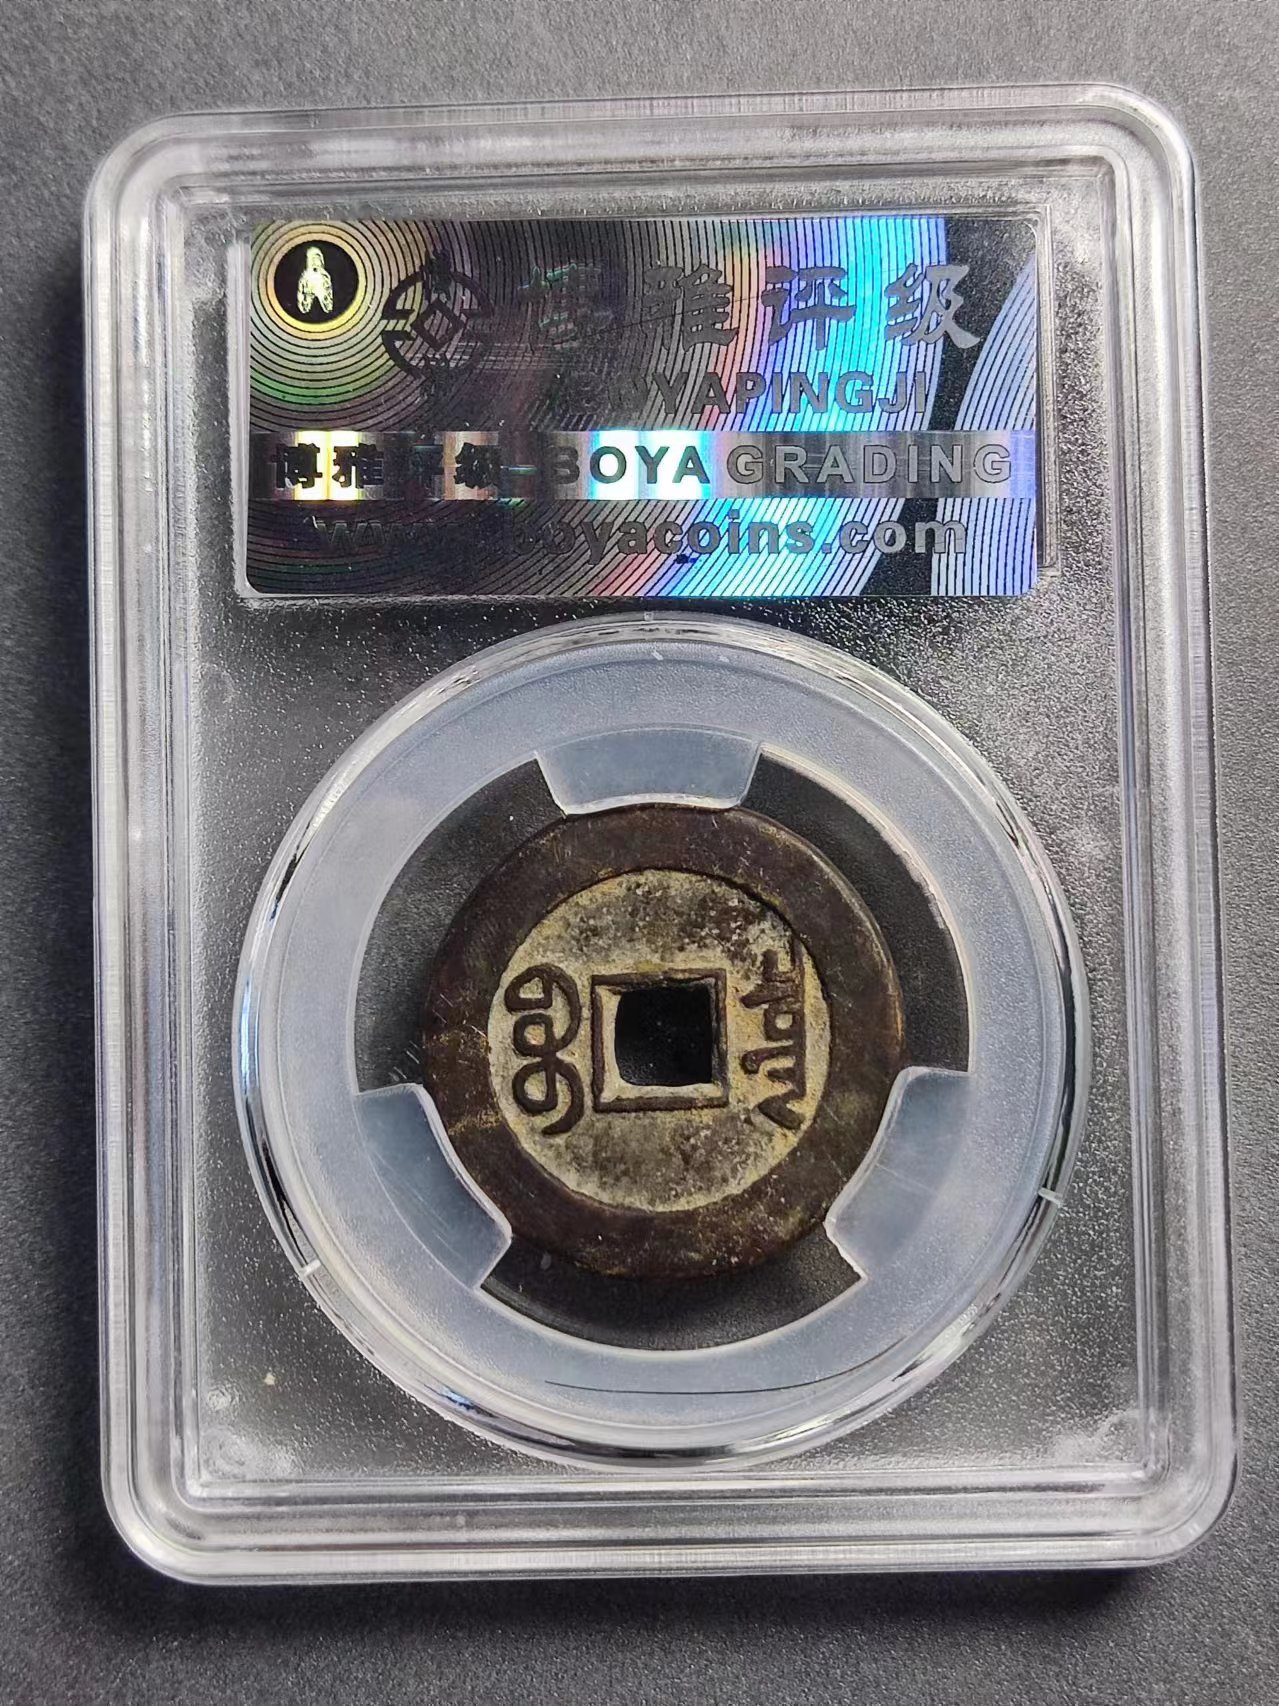 博雅评级
BOYAPINGJI
博雅评级 BOYA GRADING
www.boyacoins.com